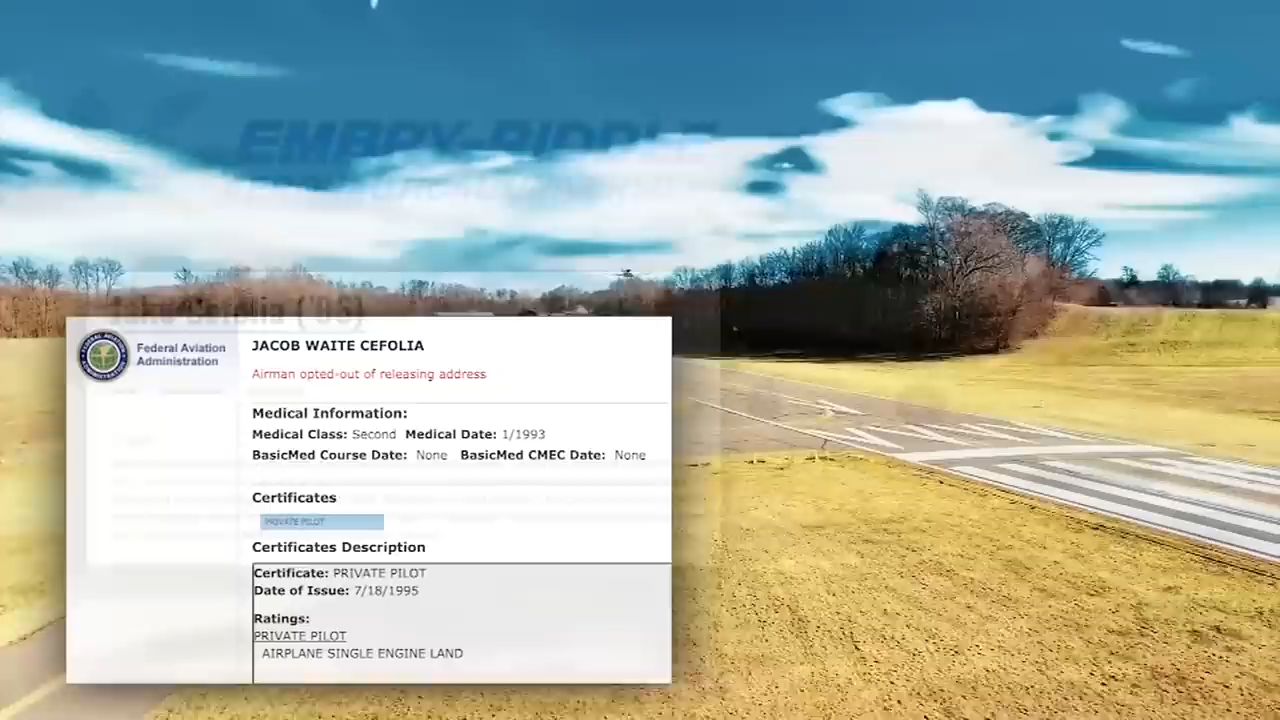 EMBRY-RIDDLE
Federal Aviation
Administration
JACOB WAITE CEFOLIA
Airman opted-out of releasing address
Medical Information:
Medical Class: Second Medical Date: 1/1993
BasicMed Course Date: None BasicMed CMEC Date: None
Certificates
PRIVATE PILOT
Certificates Description
Certificate: PRIVATE PILOT
Date of Issue: 7/18/1995
Ratings:
PRIVATE PILOT
AIRPLANE SINGLE ENGINE LAND